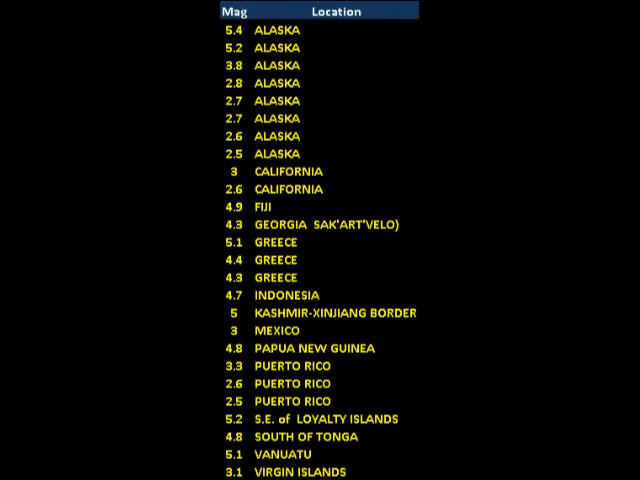 Mag Location
5.4 ALASKA
5.2 ALASKA
3.8 ALASKA
2.8 ALASKA
2.7 ALASKA
2.7 ALASKA
2.6 ALASKA
2.5 ALASKA
3 CALIFORNIA
2.6 CALIFORNIA
4.9 FIJI
4.3 GEORGIA SAK'ART'VELO)
5.1 GREECE
4.4 GREECE
4.3 GREECE
4.7 INDONESIA
5 KASHMIR-XINJIANG BORDER
3 MEXICO
4.8 PAPUA NEW GUINEA
3.3 PUERTO RICO
2.6 PUERTO RICO
2.5 PUERTO RICO
5.2 S.E. of LOYALTY ISLANDS
4.8 SOUTH OF TONGA
5.1 VANUATU
3.1 VIRGIN ISLANDS